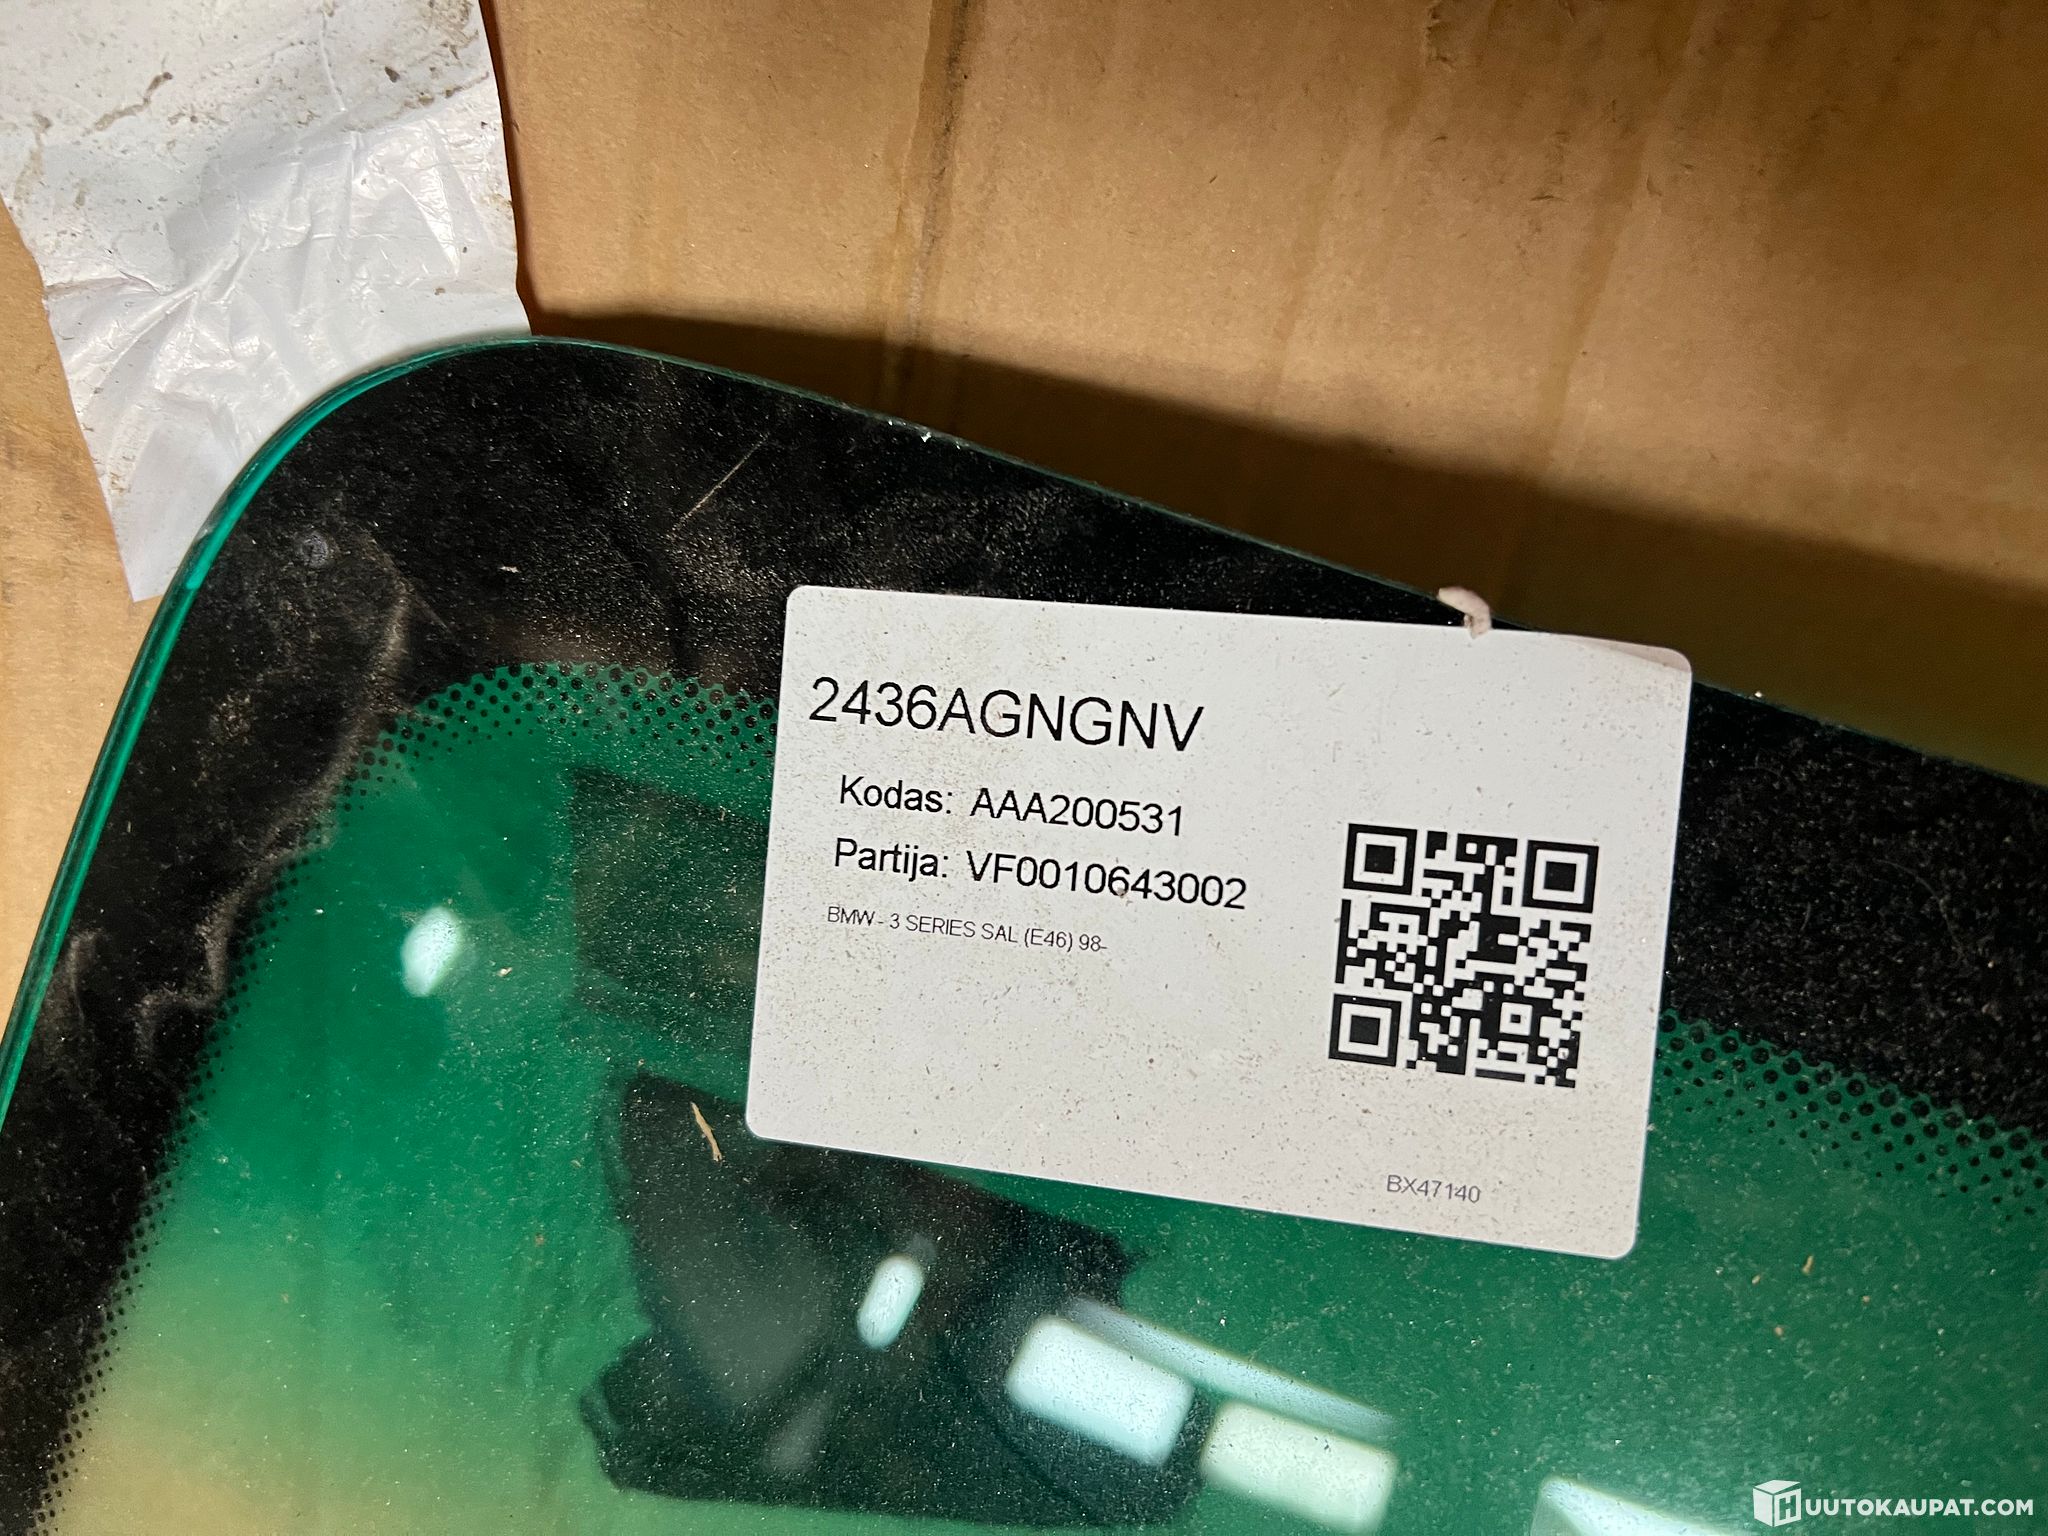 2436AGNGNV
Kodas: AAA200531
Partija: VF0010643002
BMW - 3 SERIES SAL (E46) 98-
BX47140
HUUTOKAUPAT.COM